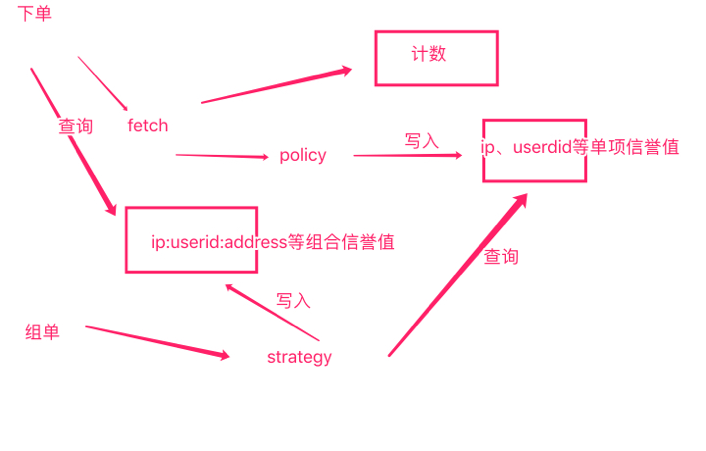 下单
计数
查询
fetch
写入
policy
ip、userdid等单项信誉值
ip:userid:address等组合信誉值
查询
写入
组单
strategy